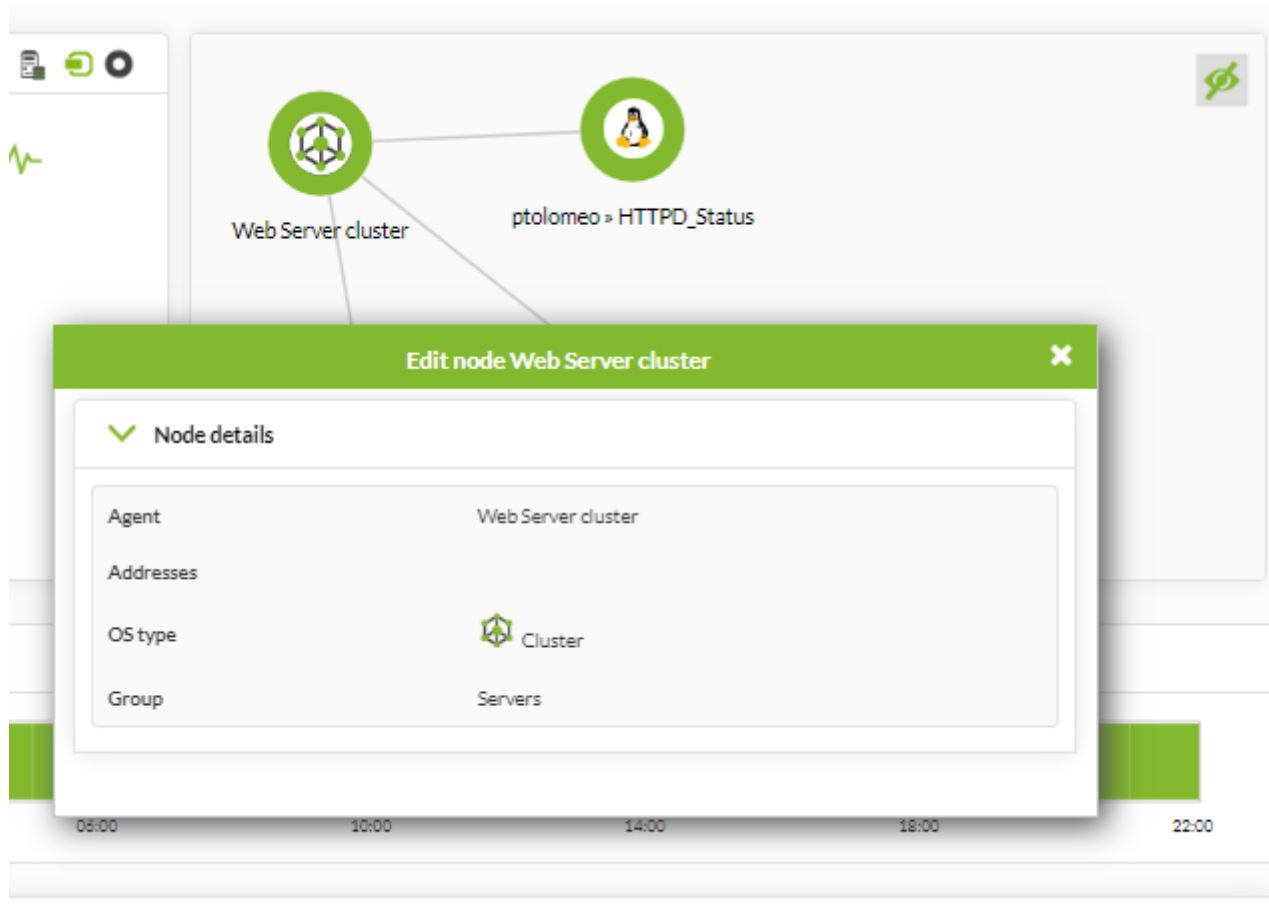 Web Server cluster
ptolomeo » HTTPD_Status
Edit node Web Server cluster
Node details
Agent Web Server cluster
Addresses
OS type Cluster
Group Servers
06:00 10:00 14:00 18:00 22:00